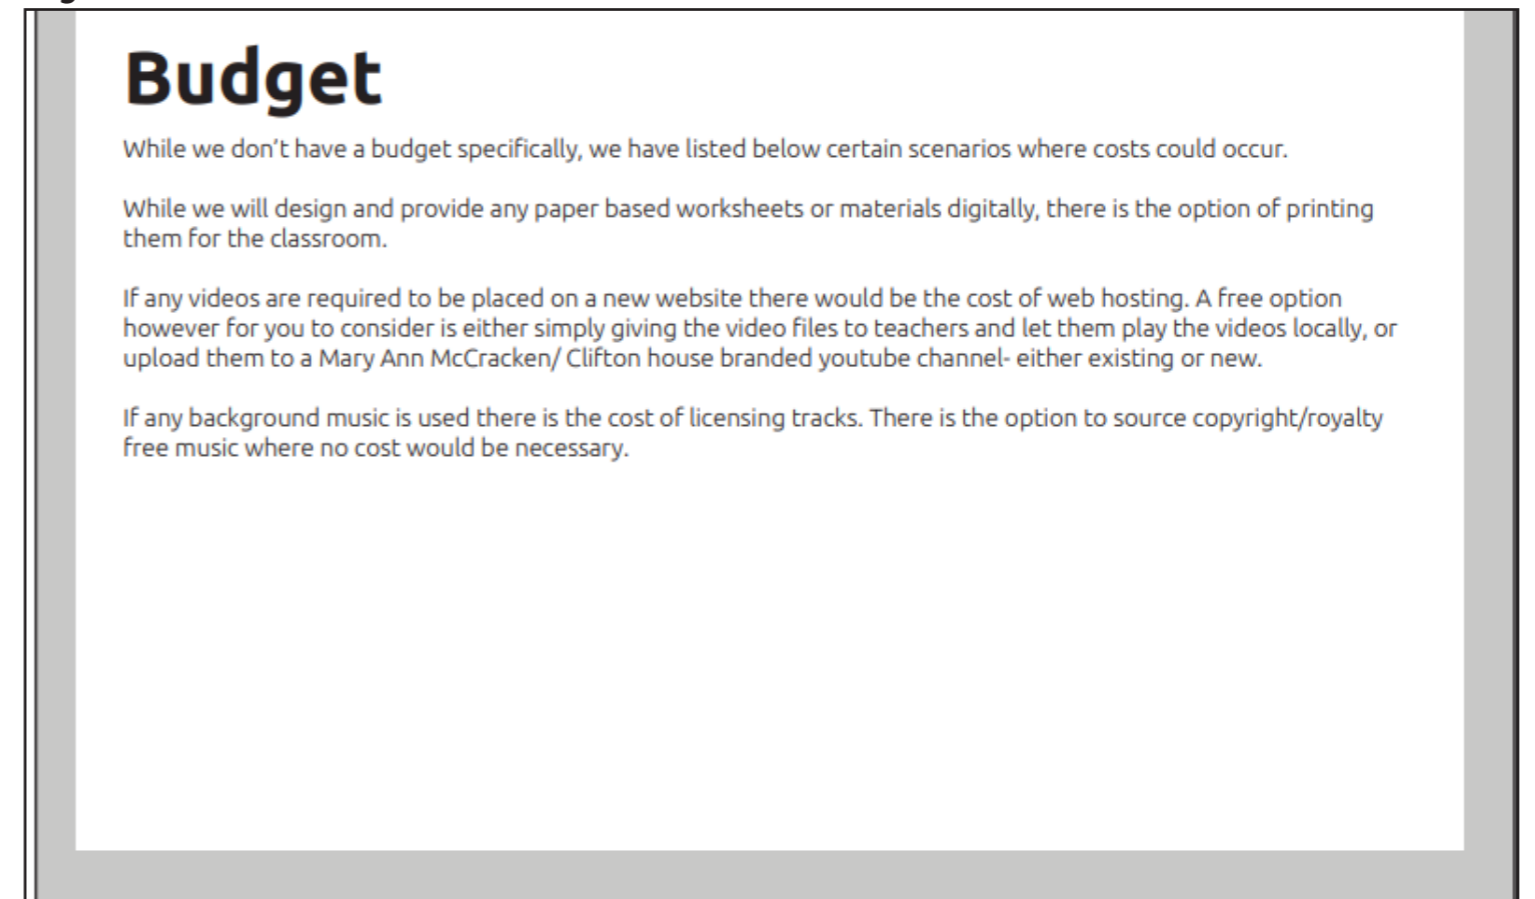 Budget
While we don't have a budget specifically, we have listed below certain scenarios where costs could occur.
While we will design and provide any paper based worksheets or materials digitally, there is the option of printing
them for the classroom.
If any videos are required to be placed on a new website there would be the cost of web hosting. A free option
however for you to consider is either simply giving the video files to teachers and let them play the videos locally, or
upload them to a Mary Ann McCracken/ Clifton house branded youtube channel- either existing or new.
If any background music is used there is the cost of licensing tracks. There is the option to source copyright/royalty
free music where no cost would be necessary.